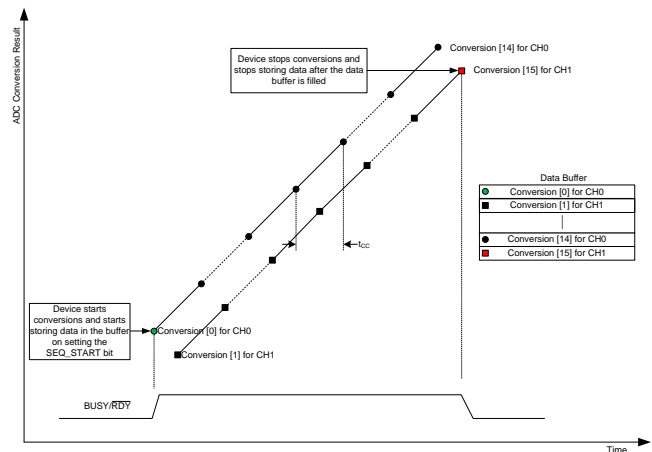 ADC Conversion Result
Conversion [14] for CH0
Device stops conversions and
stops storing data after the data
buffer is filled
Conversion [15] for CH1
Data Buffer
Conversion [0] for CH0
Conversion [1] for CH1
Conversion [14] for CH0
Conversion [15] for CH1
tCC
Device starts
conversions and starts
storing data in the buffer
on setting the
SEQ_START bit
Conversion [0] for CH0
Conversion [1] for CH1
BUSY/RDY
Time